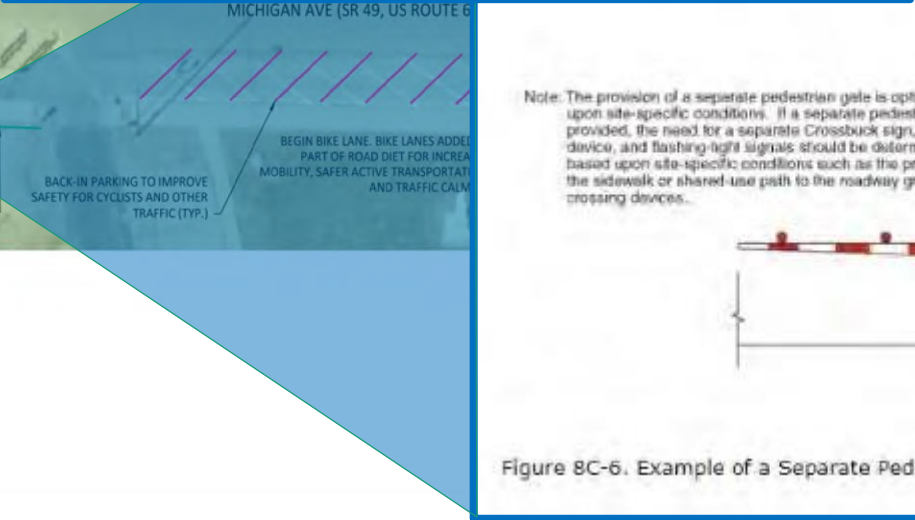 MICHIGAN AVE (SR 49, US ROUTE 6
BEGIN BIKE LANE. BIKE LANES ADDED
PART OF ROAD DIET FOR INCREA
MOBILITY, SAFER ACTIVE TRANSPORTATI
AND TRAFFIC CALM
BACK-IN PARKING TO IMPROVE
SAFETY FOR CYCLISTS AND OTHER
TRAFFIC (TYP.)
Note: The provision of a separate pedestrian gate is opt
upon site-specific conditions. If a separate pedest
provided, the need for a separate Crossbuck sign,
device, and flashing-light signals should be determ
based upon site-specific conditions such as the pr
the sidewalk or shared-use path to the roadway g
crossing devices.
Figure 8C-6. Example of a Separate Ped